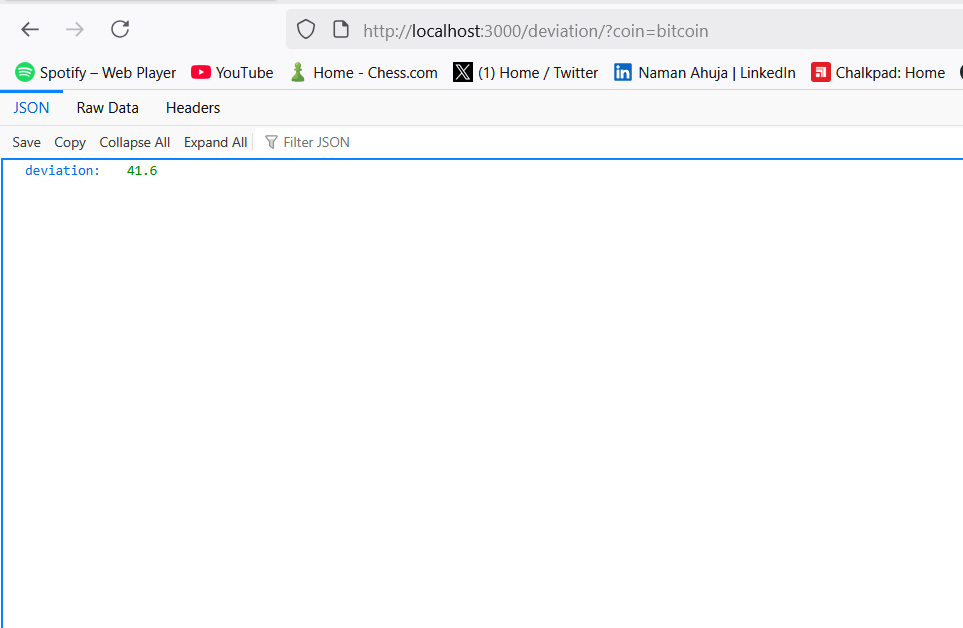 http://localhost:3000/deviation/?coin=bitcoin
Spotify – Web Player YouTube Home - Chess.com X (1) Home / Twitter in Naman Ahuja | LinkedIn Chalkpad: Home
JSON Raw Data Headers
Save Copy Collapse All Expand All Filter JSON
deviation: 41.6